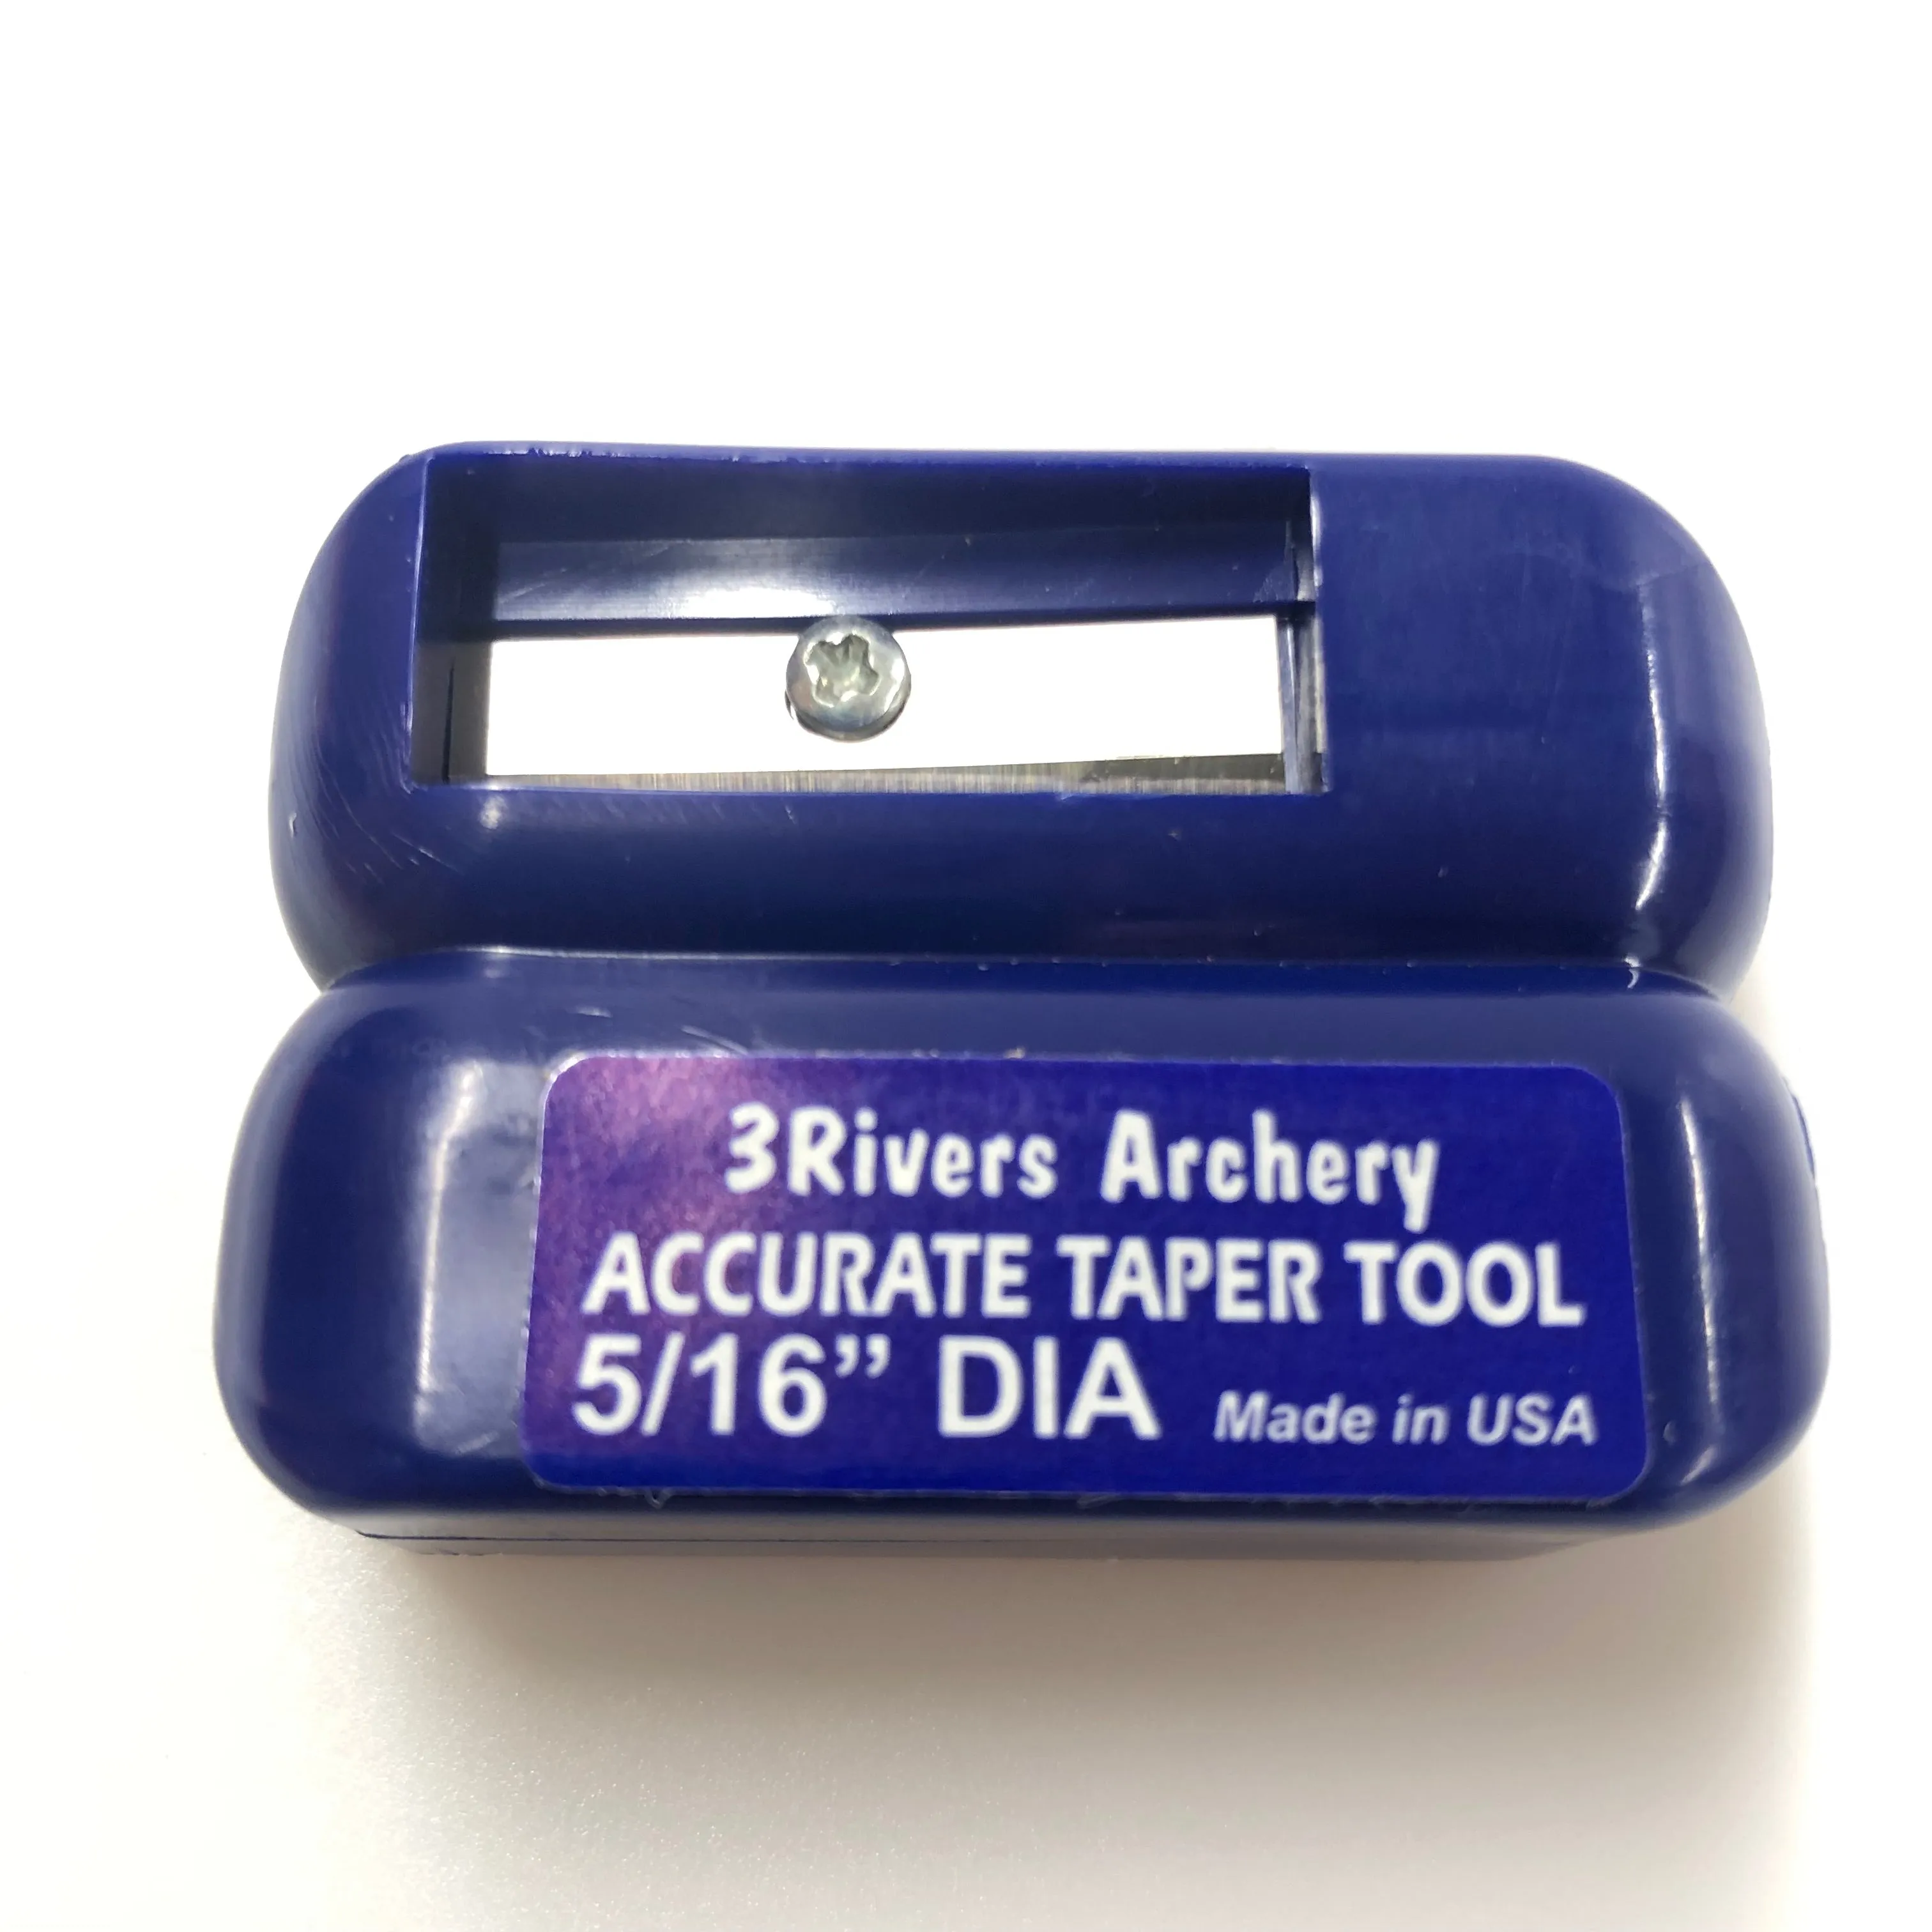 3Rivers Archery
ACCURATE TAPER TOOL
5/16” DIA Made in USA